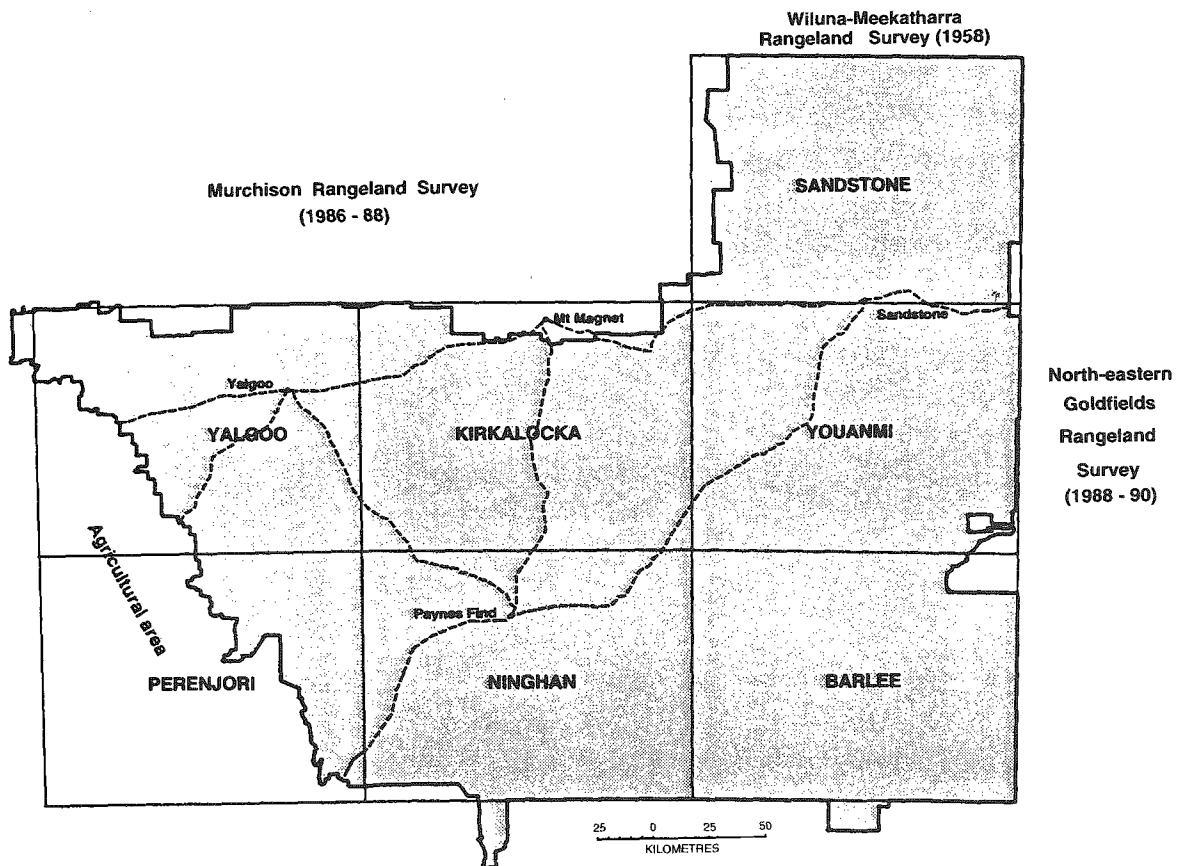 Wiluna-Meekatharra
Rangeland Survey (1958)
Murchison Rangeland Survey
(1986 - 88)
SANDSTONE
Mt Magnet
Sandstone
Yalgoo
YALGOO
KIRKALOCKA
YOUANMI
North-eastern
Goldfields
Rangeland
Survey
(1988 - 90)
Agricultural area
Paynes Find
PERENJORI
NINGHAN
BARLEE
25 0 25 50
KILOMETRES